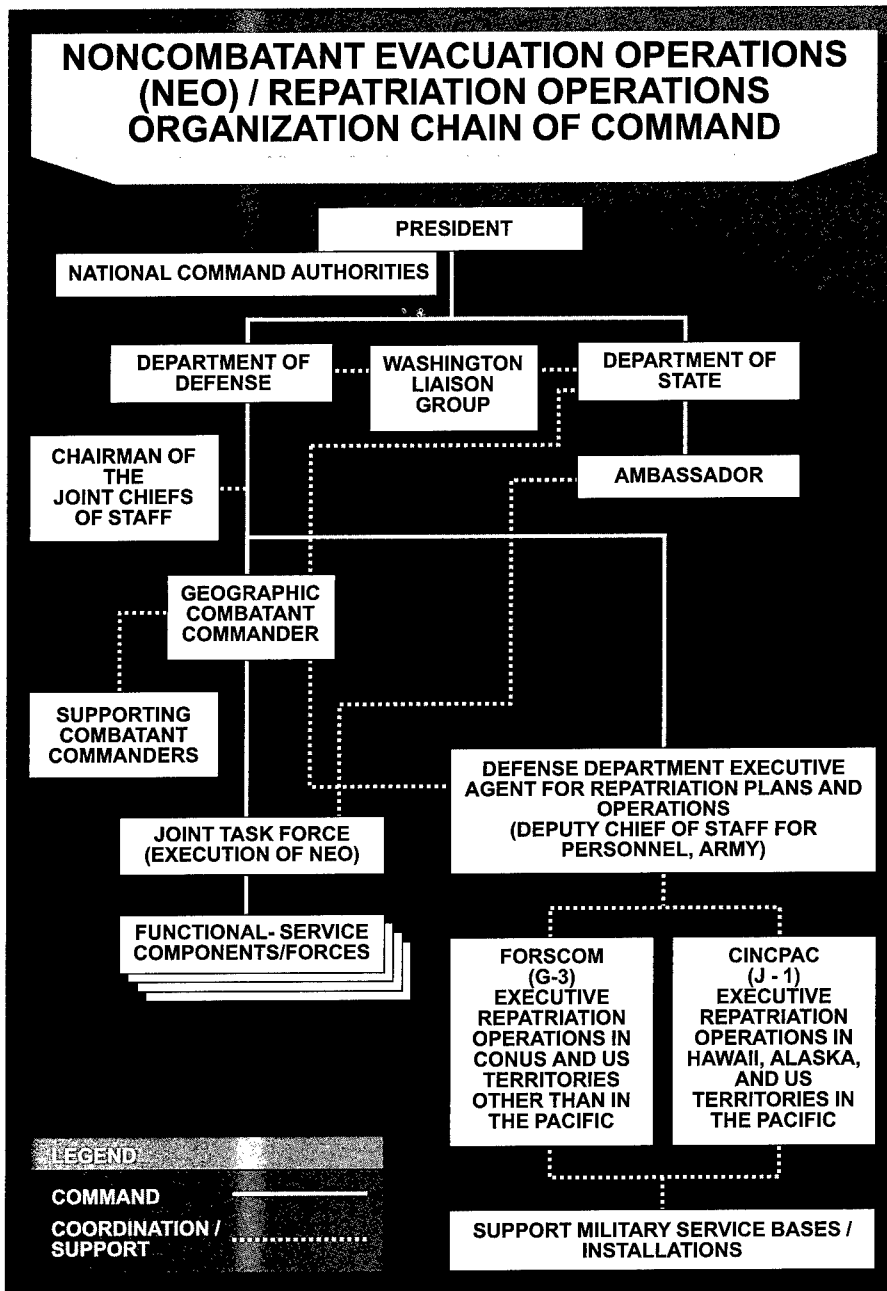 NONCOMBATANT EVACUATION OPERATIONS
(NEO) / REPATRIATION OPERATIONS
ORGANIZATION CHAIN OF COMMAND
PRESIDENT
NATIONAL COMMAND AUTHORITIES
DEPARTMENT OF
DEFENSE
WASHINGTON
LIAISON
GROUP
DEPARTMENT OF
STATE
CHAIRMAN OF
THE
JOINT CHIEFS
OF STAFF
AMBASSADOR
GEOGRAPHIC
COMBATANT
COMMANDER
SUPPORTING
COMBATANT
COMMANDERS
DEFENSE DEPARTMENT EXECUTIVE
AGENT FOR REPATRIATION PLANS AND
OPERATIONS
(DEPUTY CHIEF OF STAFF FOR
PERSONNEL, ARMY)
JOINT TASK FORCE
(EXECUTION OF NEO)
FUNCTIONAL- SERVICE
COMPONENTS/FORCES
FORSCOM
(G-3)
EXECUTIVE
REPATRIATION
OPERATIONS IN
CONUS AND US
TERRITORIES
OTHER THAN IN
THE PACIFIC
CINCPAC
(J - 1)
EXECUTIVE
REPATRIATION
OPERATIONS IN
HAWAII, ALASKA,
AND US
TERRITORIES IN
THE PACIFIC
LEGEND
COMMAND
COORDINATION /
SUPPORT
SUPPORT MILITARY SERVICE BASES /
INSTALLATIONS